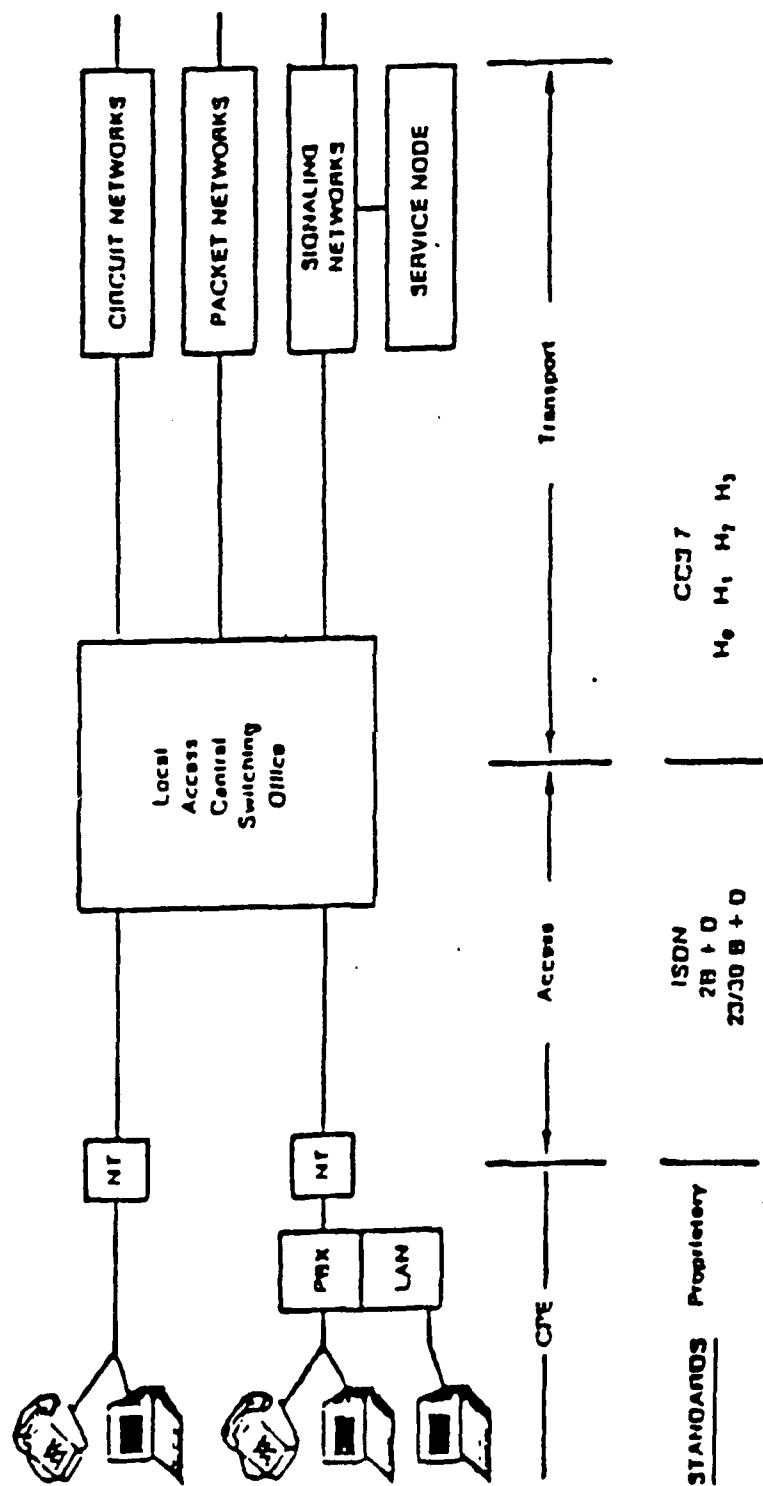 CIRCUIT NETWORKS
PACKET NETWORKS
SIGNALING
NETWORKS
SERVICE NODE
Local
Access
Central
Switching
Office
NT
NT
PBX
LAN
CPE
Access
Transport
STANDARDS
Proprietary
ISDN
2B + D
23/30 B + D
CCS 7
H₀ H₁ H₂ H₃